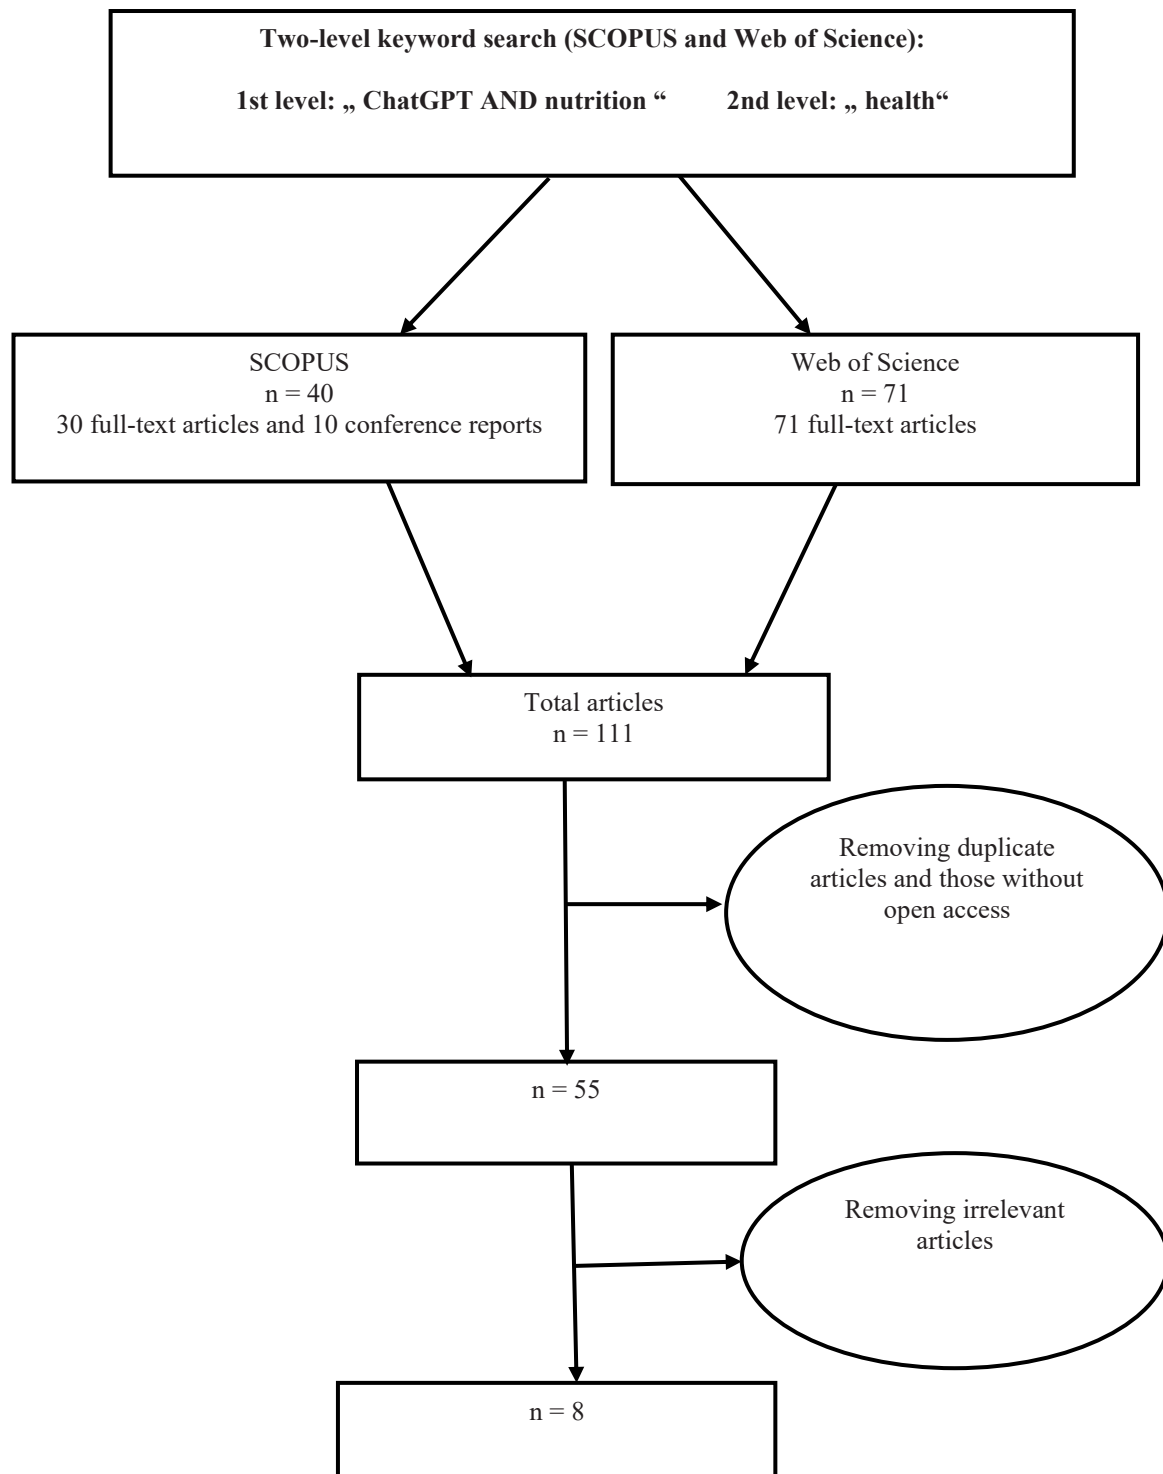 Two-level keyword search (SCOPUS and Web of Science):
1st level: „ ChatGPT AND nutrition “ 2nd level: „ health“
SCOPUS
n = 40
30 full-text articles and 10 conference reports
Web of Science
n = 71
71 full-text articles
Total articles
n = 111
Removing duplicate
articles and those without
open access
n = 55
Removing irrelevant
articles
n = 8